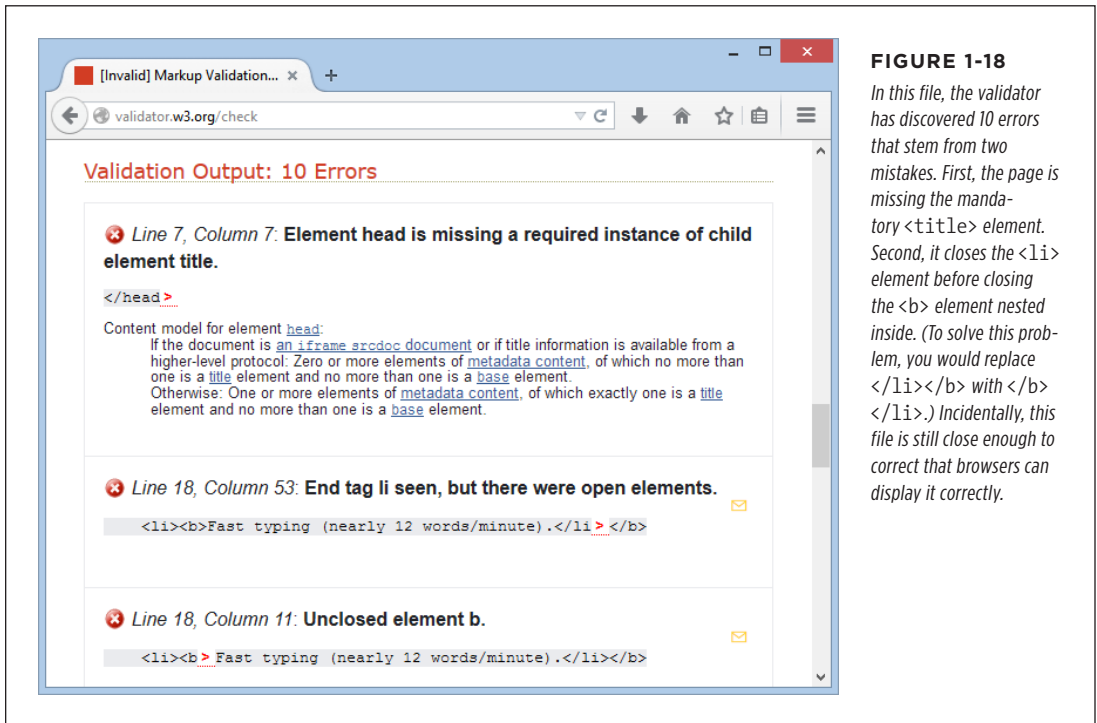 [Invalid] Markup Validation...
validator.w3.org/check
Validation Output: 10 Errors
Line 7, Column 7: Element head is missing a required instance of child
element title.
</head>
Content model for element head:
If the document is an iframe srcdoc document or if title information is available from a
higher-level protocol: Zero or more elements of metadata content, of which no more than
one is a title element and no more than one is a base element.
Otherwise: One or more elements of metadata content, of which exactly one is a title
element and no more than one is a base element.
Line 18, Column 53: End tag li seen, but there were open elements.
<li><b>Fast typing (nearly 12 words/minute).</li></b>
Line 18, Column 11: Unclosed element b.
<li><b>Fast typing (nearly 12 words/minute).</li></b>
FIGURE 1-18
In this file, the validator
has discovered 10 errors
that stem from two
mistakes. First, the page is
missing the manda-
tory <title> element.
Second, it closes the <li>
element before closing
the <b> element nested
inside. (To solve this prob-
lem, you would replace
</li></b> with </b>
</li>.) Incidentally, this
file is still close enough to
correct that browsers can
display it correctly.